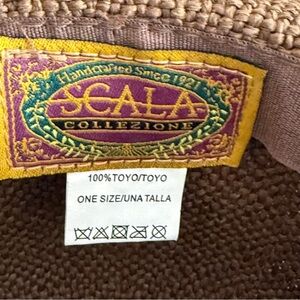 Handcrafted Since 1921
SCALA
COLLEZIONE
100%TOYO/TOYO
ONE SIZE/UNA TALLA